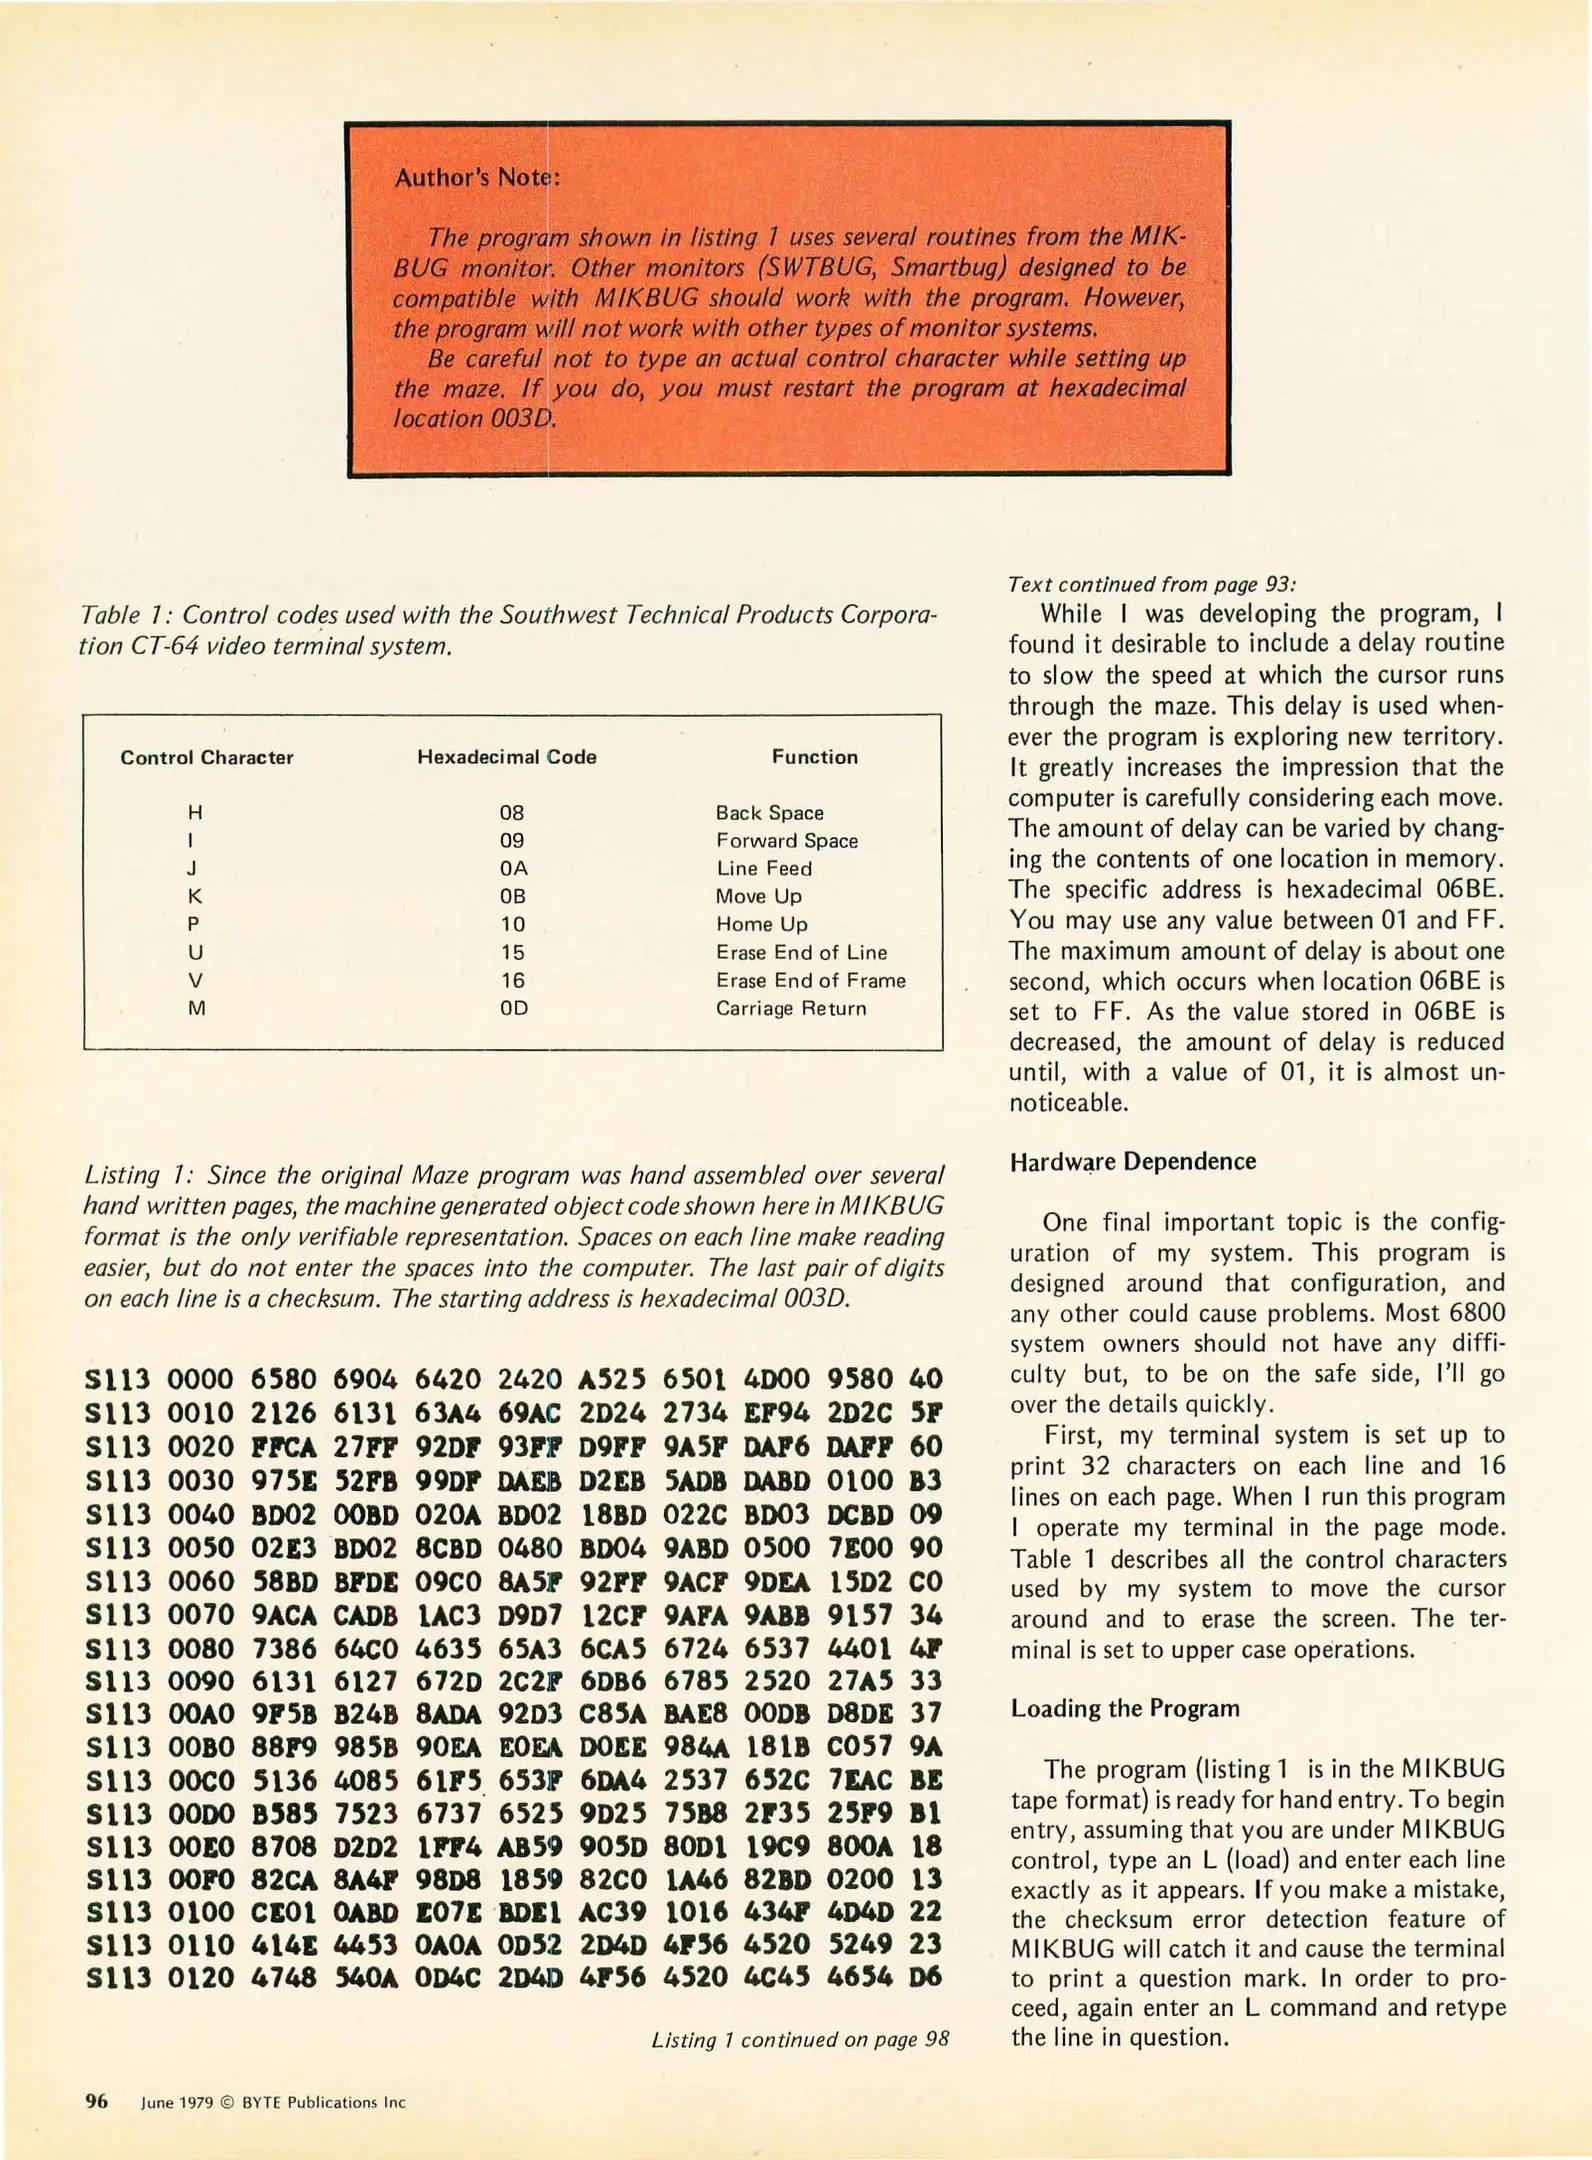 Author's Note:
The program shown in listing 1 uses several routines from the MIK-
BUG monitor. Other monitors (SWTBUG, Smartbug) designed to be
compatible with MIKBUG should work with the program. However,
the program will not work with other types of monitor systems.
Be careful not to type an actual control character while setting up
the maze. If you do, you must restart the program at hexadecimal
location 003D.
Table 1: Control codes used with the Southwest Technical Products Corpora-
tion CT-64 video terminal system.
Control Character Hexadecimal Code Function
H 08 Back Space
I 09 Forward Space
J 0A Line Feed
K 0B Move Up
P 10 Home Up
U 15 Erase End of Line
V 16 Erase End of Frame
M 0D Carriage Return
Listing 1: Since the original Maze program was hand assembled over several
hand written pages, the machine generated object code shown here in MIKBUG
format is the only verifiable representation. Spaces on each line make reading
easier, but do not enter the spaces into the computer. The last pair of digits
on each line is a checksum. The starting address is hexadecimal 003D.
S113 0000 6580 6904 6420 2420 A525 6501 4D00 9580 40
S113 0010 2126 6131 63A4 69AC 2D24 2734 EF94 2D2C 5F
S113 0020 FFCA 27FF 92DF 93FF D9FF 9A5F DAF6 DAFF 60
S113 0030 975E 52FB 99DF DAEB D2EB 5ADB DABD 0100 B3
S113 0040 BD02 00BD 020A BD02 18BD 022C BD03 DCBD 09
S113 0050 02E3 BD02 8CBD 0480 BD04 9ABD 0500 7E00 90
S113 0060 58BD BFDE 09C0 8A5F 92FF 9ACF 9DEA 15D2 C0
S113 0070 9ACA CADB 1AC3 D9D7 12CF 9AFA 9ABB 9157 34
S113 0080 7386 64C0 4635 65A3 6CA5 6724 6537 4401 4F
S113 0090 6131 6127 672D 2C2F 6DB6 6785 2520 27A5 33
S113 00A0 9F5B B24B 8ADA 92D3 C85A BAE8 00DB D8DE 37
S113 00B0 88F9 985B 90EA E0EA D0EE 984A 181B C057 9A
S113 00C0 5136 4085 61F5 653F 6DA4 2537 652C 7EAC BE
S113 00D0 B585 7523 6737 6525 9D25 75B8 2F35 25F9 B1
S113 00E0 8708 D2D2 1FF4 AB59 905D 80D1 19C9 800A 18
S113 00F0 82CA 8A4F 98D8 1859 82C0 1A46 82BD 0200 13
S113 0100 CE01 0ABD E07E BDE1 AC39 1016 434F 4D4D 22
S113 0110 414E 4453 0A0A 0D52 2D4D 4F56 4520 5249 23
S113 0120 4748 540A 0D4C 2D4D 4F56 4520 4C45 4654 D6
Listing 1 continued on page 98
Text continued from page 93:
While I was developing the program, I
found it desirable to include a delay routine
to slow the speed at which the cursor runs
through the maze. This delay is used when-
ever the program is exploring new territory.
It greatly increases the impression that the
computer is carefully considering each move.
The amount of delay can be varied by chang-
ing the contents of one location in memory.
The specific address is hexadecimal 06BE.
You may use any value between 01 and FF.
The maximum amount of delay is about one
second, which occurs when location 06BE is
set to FF. As the value stored in 06BE is
decreased, the amount of delay is reduced
until, with a value of 01, it is almost un-
noticeable.
Hardware Dependence
One final important topic is the config-
uration of my system. This program is
designed around that configuration, and
any other could cause problems. Most 6800
system owners should not have any diffi-
culty but, to be on the safe side, I'll go
over the details quickly.
First, my terminal system is set up to
print 32 characters on each line and 16
lines on each page. When I run this program
I operate my terminal in the page mode.
Table 1 describes all the control characters
used by my system to move the cursor
around and to erase the screen. The ter-
minal is set to upper case operations.
Loading the Program
The program (listing 1 is in the MIKBUG
tape format) is ready for hand entry. To begin
entry, assuming that you are under MIKBUG
control, type an L (load) and enter each line
exactly as it appears. If you make a mistake,
the checksum error detection feature of
MIKBUG will catch it and cause the terminal
to print a question mark. In order to pro-
ceed, again enter an L command and retype
the line in question.
96 June 1979 © BYTE Publications Inc